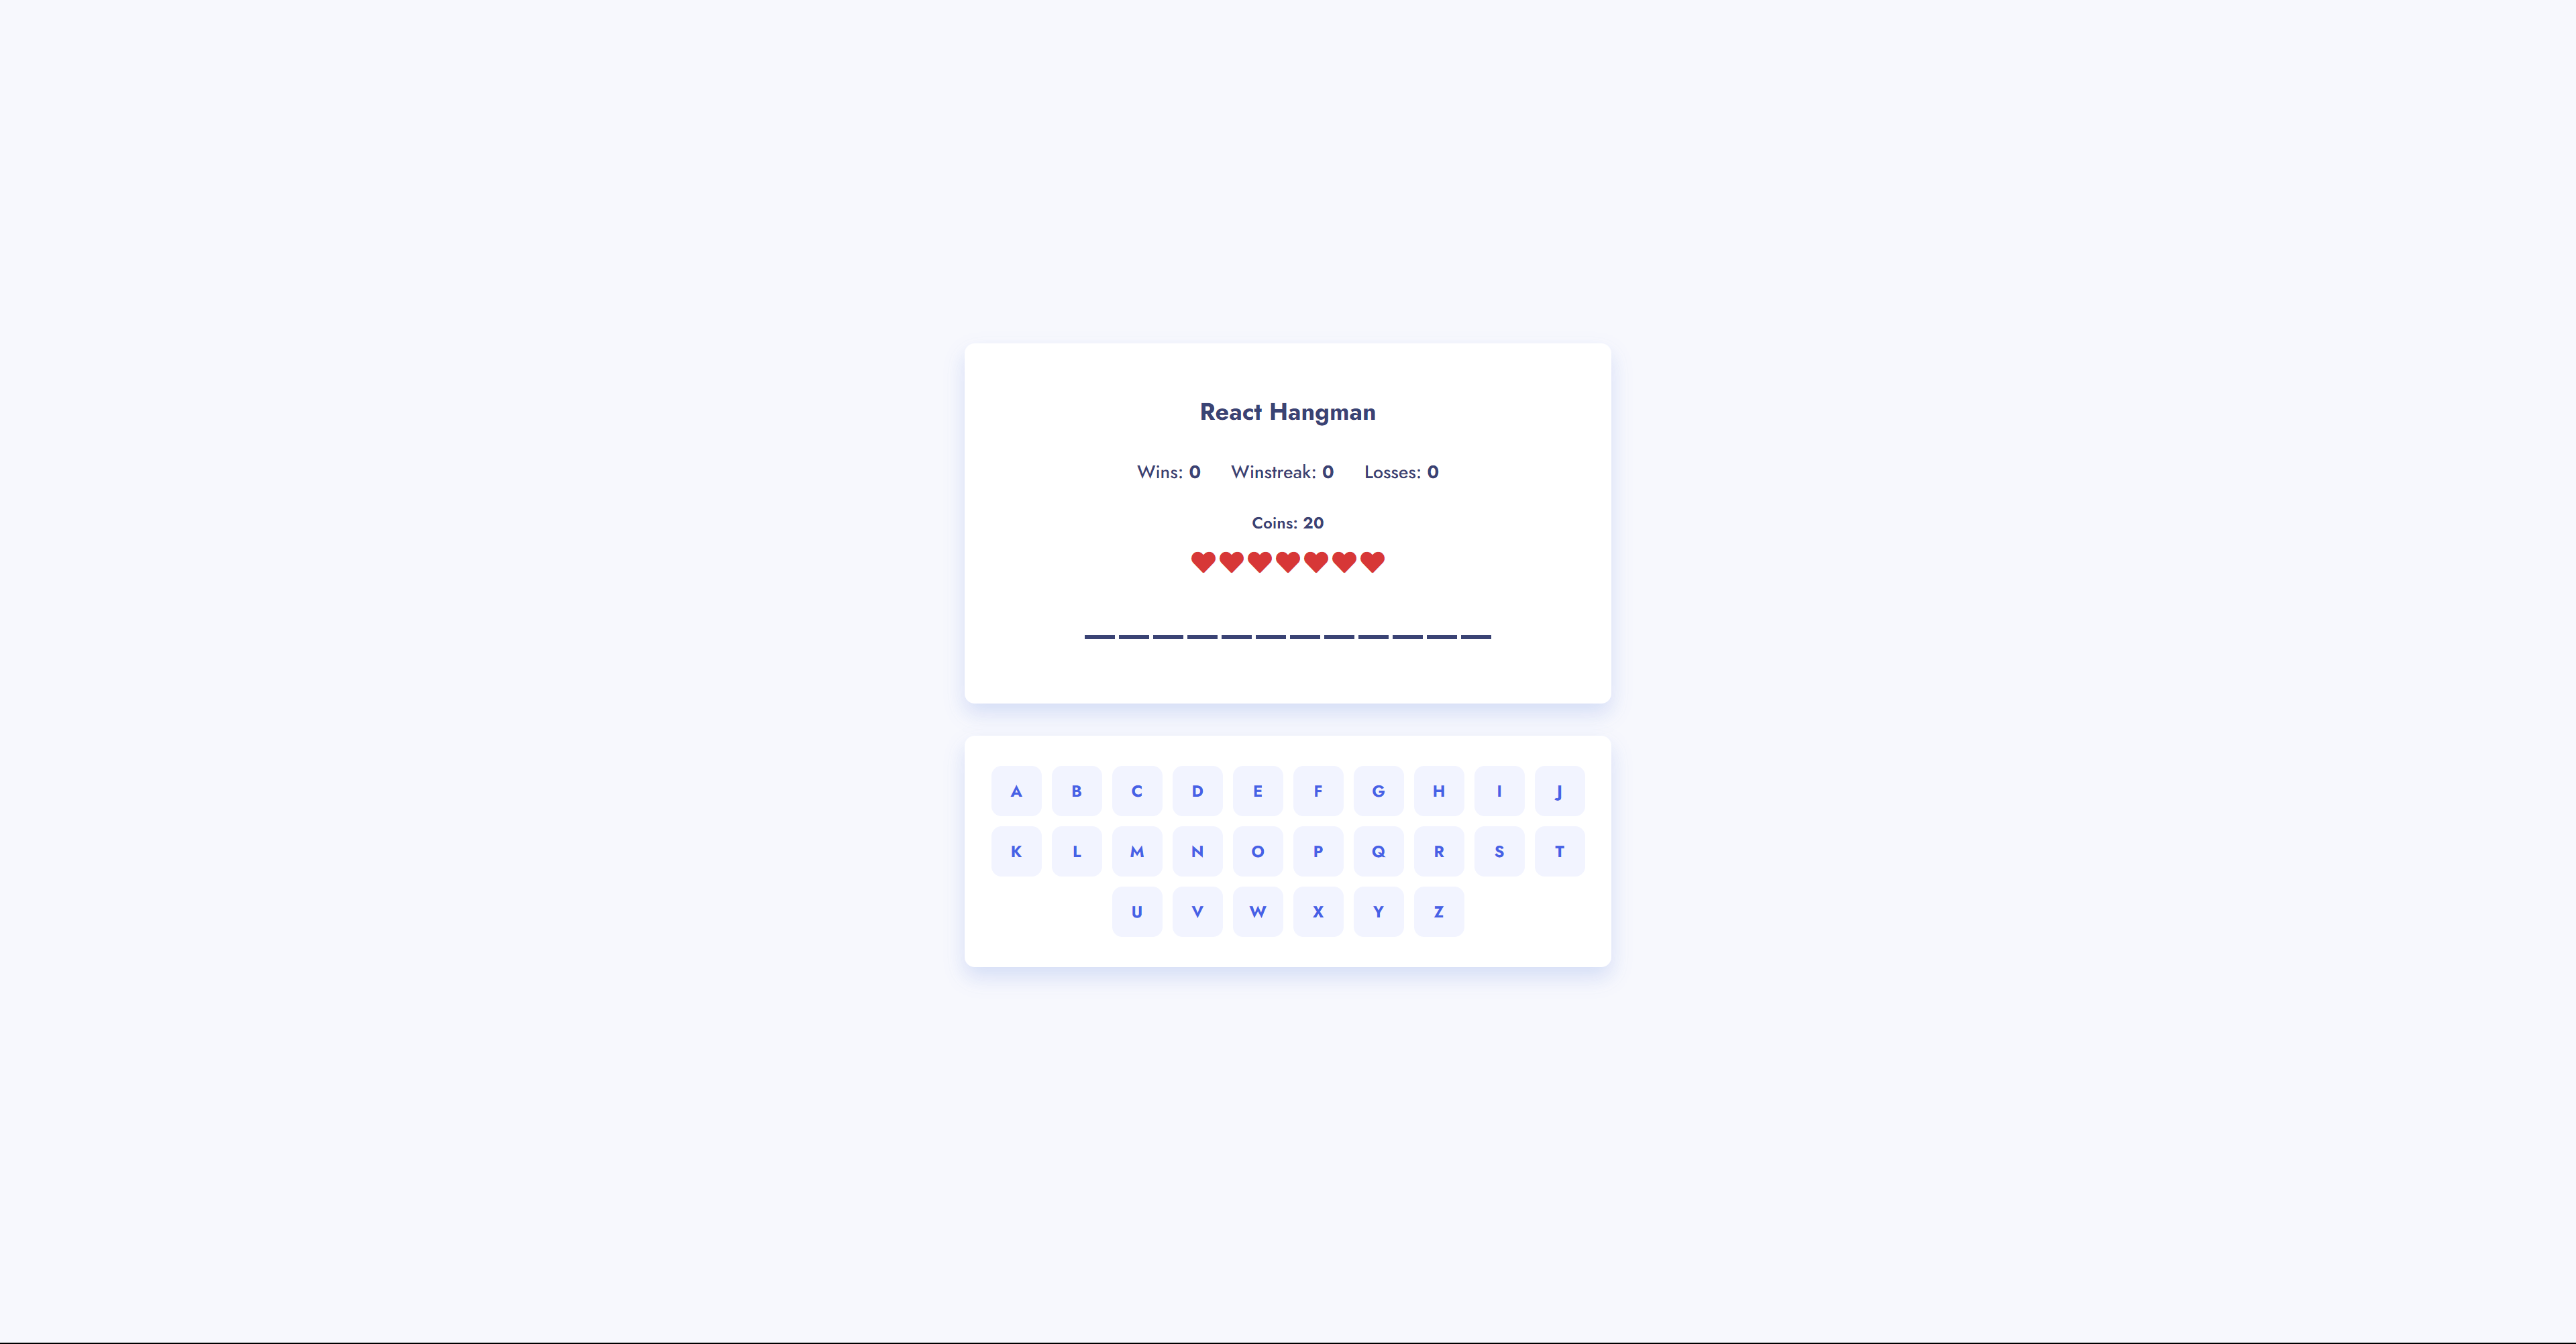 React Hangman
Wins: 0 Winstreak: 0 Losses: 0
Coins: 20
A B C D E F G H I J
K L M N O P Q R S T
U V W X Y Z